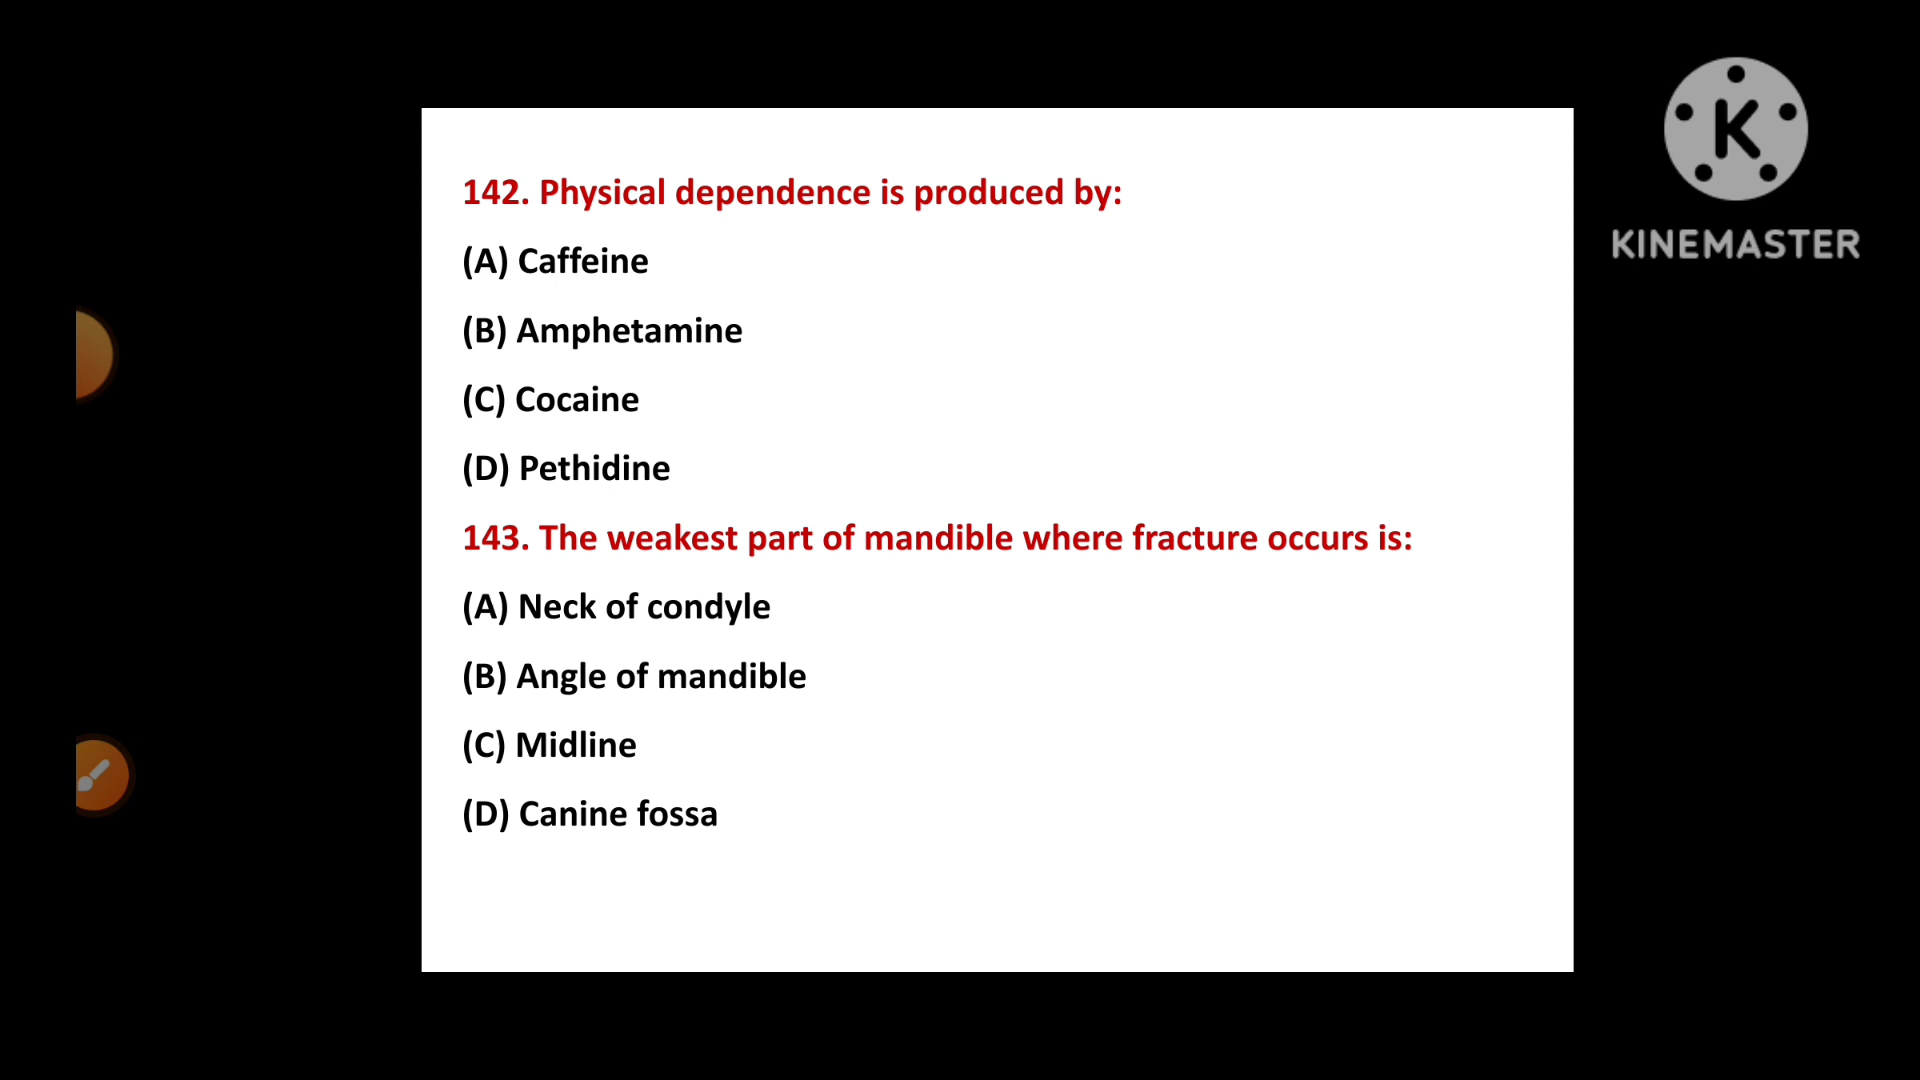 142. Physical dependence is produced by:
(A) Caffeine
(B) Amphetamine
(C) Cocaine
(D) Pethidine
143. The weakest part of mandible where fracture occurs is:
(A) Neck of condyle
(B) Angle of mandible
(C) Midline
(D) Canine fossa
K
KINEMASTER